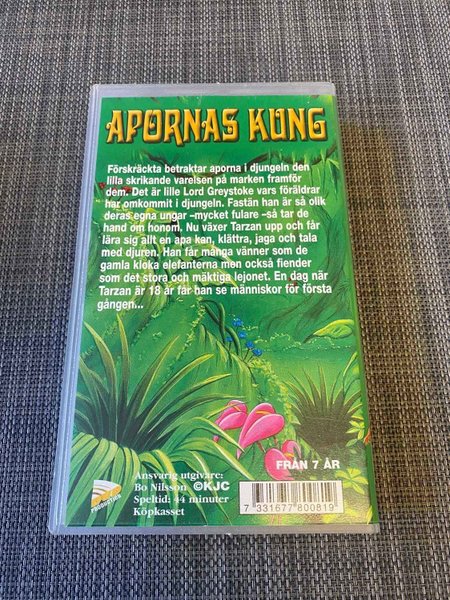 APORNAS KUNG
Förskräckta betraktar aporna i djungeln den
lilla skrikande varelsen på marken framför
dem. Det är lille Lord Greystoke vars föräldrar
har omkommit i djungeln. Fastän han är så olik
deras egna ungar -mycket fulare -så tar de
hand om honom. Nu växer Tarzan upp och får
lära sig allt en apa kan, klättra, jaga och tala
med djuren. Han får många vänner som de
gamla kloka elefanterna men också fiender
som det stora och mäktiga lejonet. En dag när
Tarzan är 18 år får han se människor för första
gången...
FRÅN 7 ÅR
Ansvarig utgivare:
Bo Nilsson ©KJC
Speltid: 44 minuter
Köpkasset
7 331677 800819